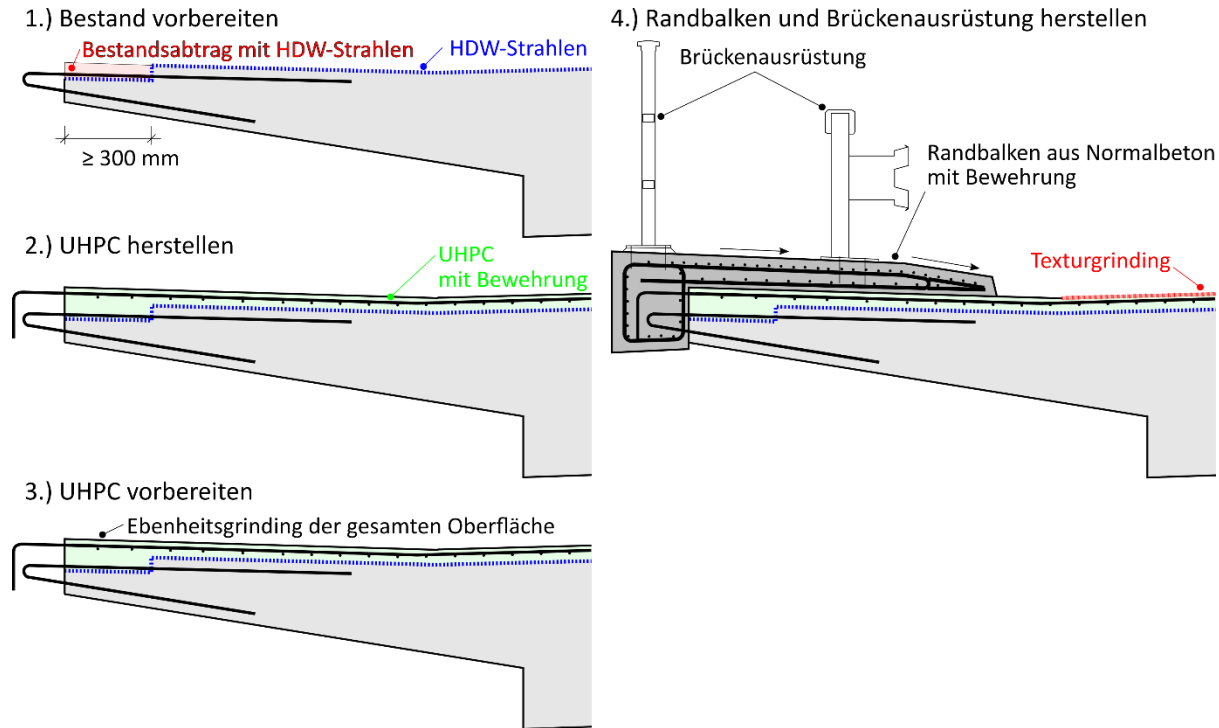 1.) Bestand vorbereiten
Bestandsabtrag mit HDW-Strahlen
HDW-Strahlen
≥ 300 mm
2.) UHPC herstellen
UHPC
mit Bewehrung
3.) UHPC vorbereiten
Ebenheitsgrinding der gesamten Oberfläche
4.) Randbalken und Brückenausrüstung herstellen
Brückenausrüstung
Randbalken aus Normalbeton
mit Bewehrung
Texturgrinding